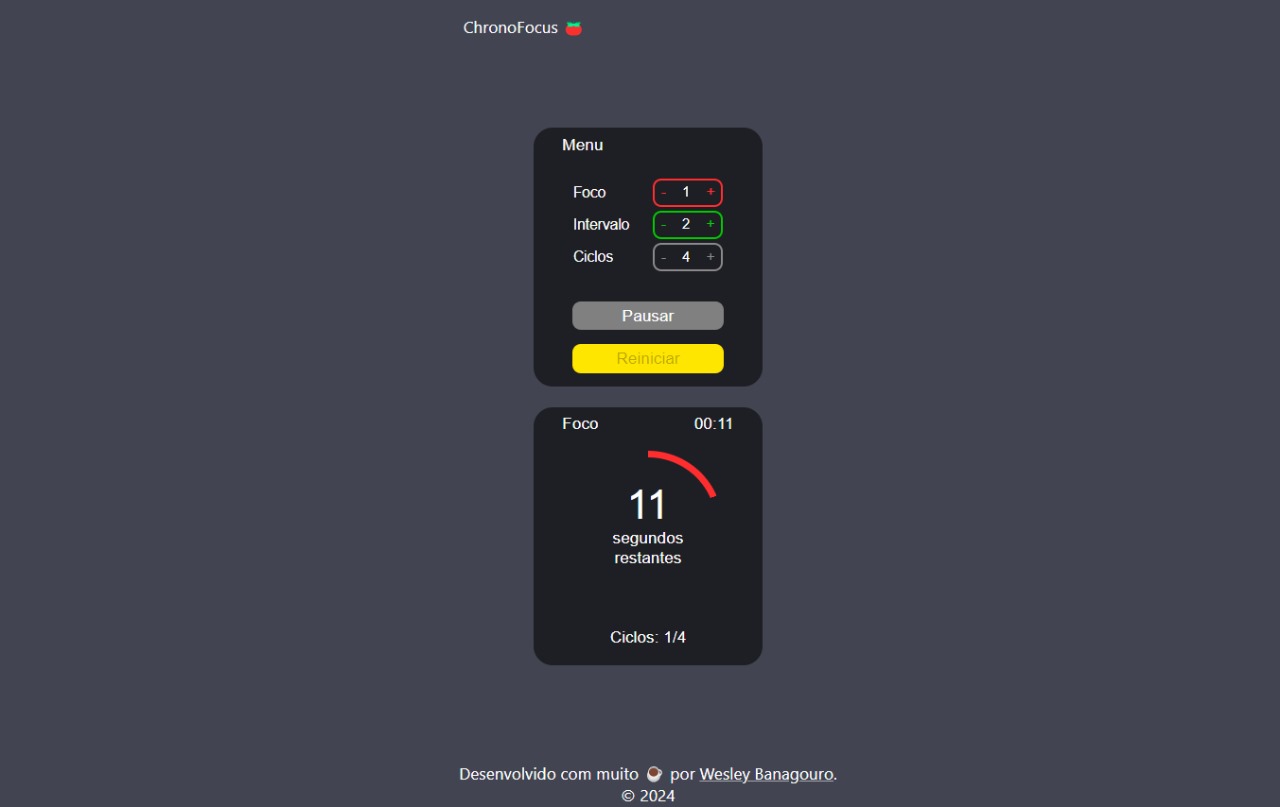 ChronoFocus 🍅
Menu
Foco - 1 +
Intervalo - 2 +
Ciclos - 4 +
Pausar
Reiniciar
Foco 00:11
11
segundos
restantes
Ciclos: 1/4
Desenvolvido com muito ☕ por Wesley Banagouro.
© 2024